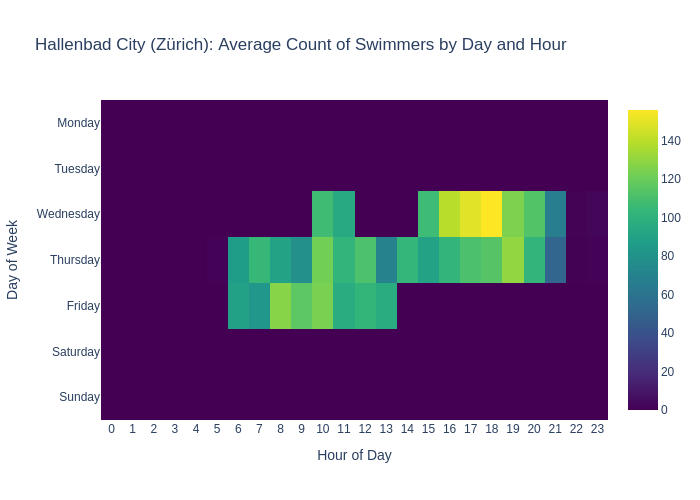 Hallenbad City (Zürich): Average Count of Swimmers by Day and Hour
Monday
Tuesday
Wednesday
Thursday
Friday
Saturday
Sunday
Day of Week
0 1 2 3 4 5 6 7 8 9 10 11 12 13 14 15 16 17 18 19 20 21 22 23
Hour of Day
140
120
100
80
60
40
20
0